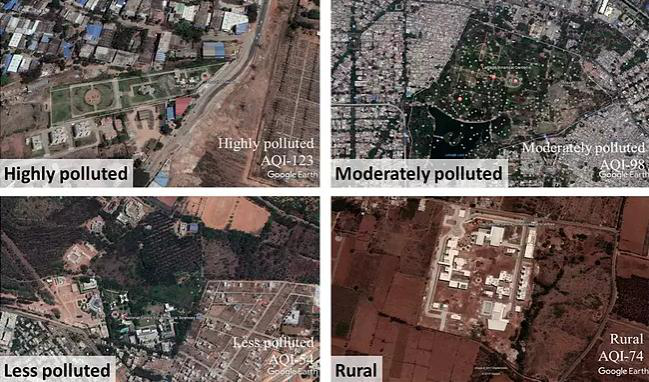 Highly polluted
AQI-123
Google Earth
Highly polluted
Moderately polluted
AQI-98
Google Earth
Moderately polluted
Less polluted
AQI-54
Google Earth
Less polluted
Rural
AQI-74
Google Earth
Rural